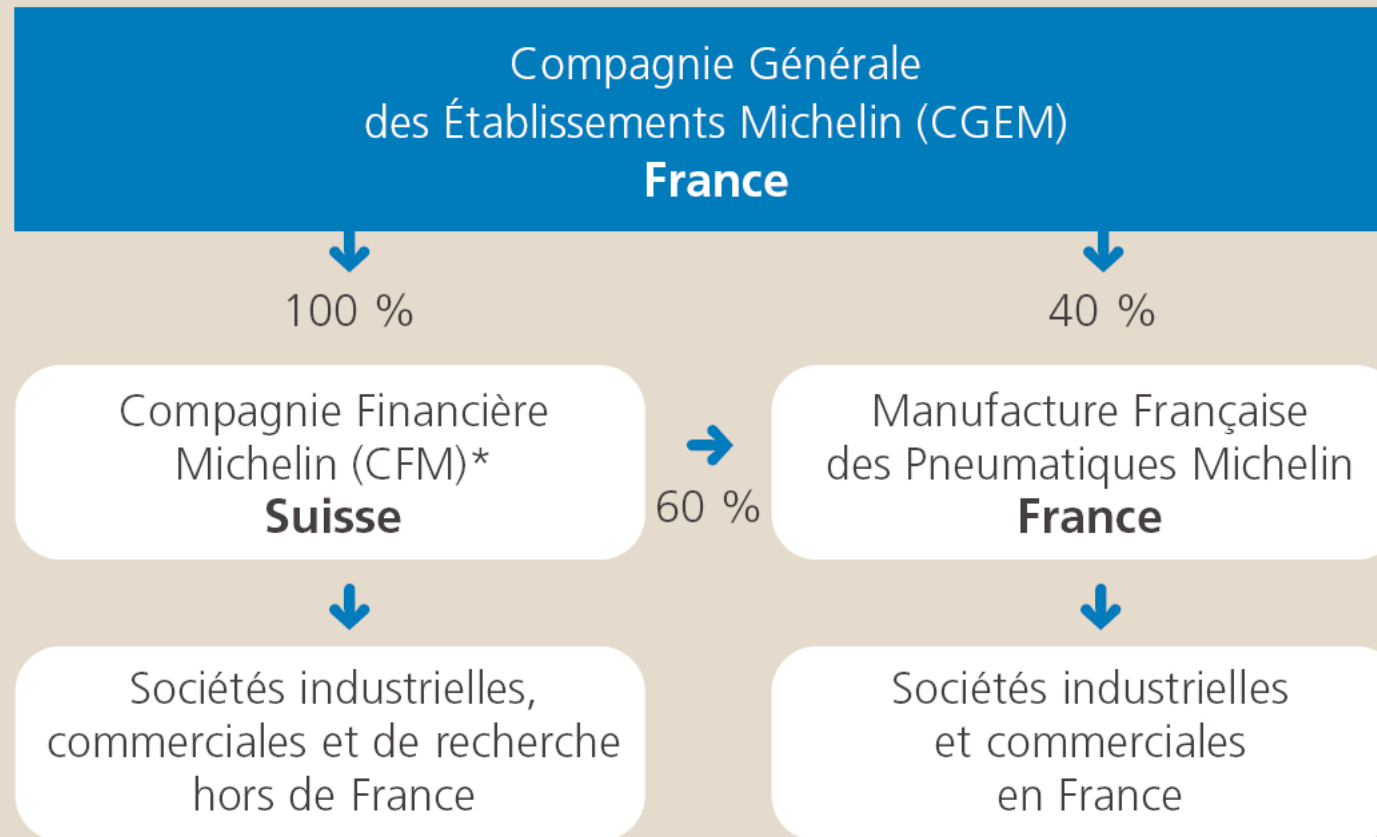 Compagnie Générale
des Établissements Michelin (CGEM)
France
100 %
40 %
Compagnie Financière
Michelin (CFM)*
Suisse
60 %
Manufacture Française
des Pneumatiques Michelin
France
Sociétés industrielles,
commerciales et de recherche
hors de France
Sociétés industrielles
et commerciales
en France